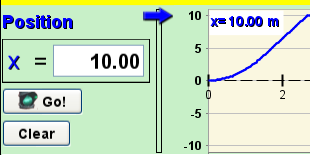 Position
x = 10.00
Go!
Clear
x=10.00 m
10
5
0
-5
-10
0
2